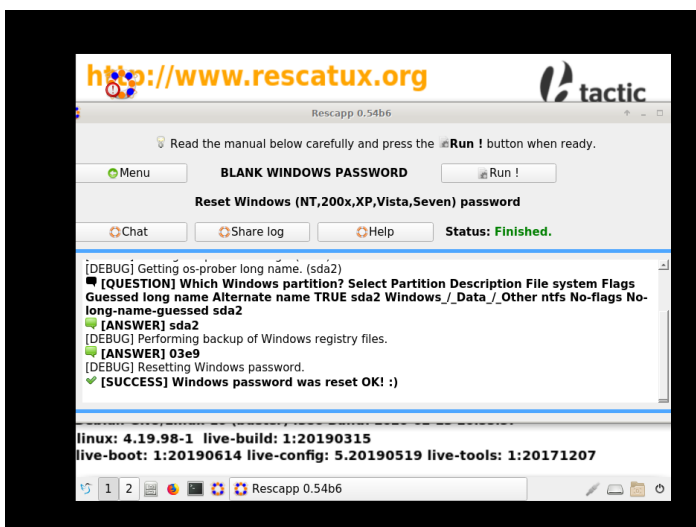 http://www.rescatux.org
tactic
Rescapp 0.54b6
Read the manual below carefully and press the Run ! button when ready.
Menu
BLANK WINDOWS PASSWORD
Run !
Reset Windows (NT,200x,XP,Vista,Seven) password
Chat
Share log
Help
Status: Finished.
[DEBUG] Getting os-prober long name. (sda2)
[QUESTION] Which Windows partition? Select Partition Description File system Flags
Guessed long name Alternate name TRUE sda2 Windows_/_Data_/_Other ntfs No-flags No-
long-name-guessed sda2
[ANSWER] sda2
[DEBUG] Performing backup of Windows registry files.
[ANSWER] 03e9
[DEBUG] Resetting Windows password.
[SUCCESS] Windows password was reset OK! :)
linux: 4.19.98-1 live-build: 1:20190315
live-boot: 1:20190614 live-config: 5.20190519 live-tools: 1:20171207
1 2 Rescapp 0.54b6